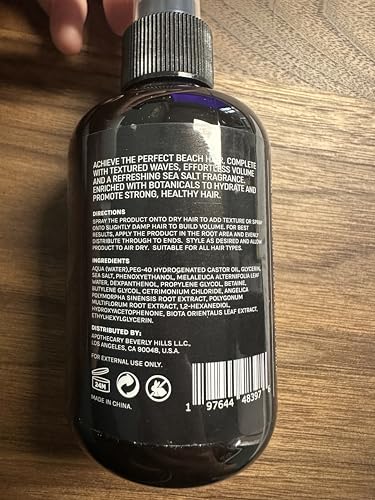 ACHIEVE THE PERFECT BEACH HAIR, COMPLETE
WITH TEXTURED WAVES, EFFORTLESS VOLUME
AND A REFRESHING SEA SALT FRAGRANCE.
ENRICHED WITH BOTANICALS TO HYDRATE AND
PROMOTE STRONG, HEALTHY HAIR.
DIRECTIONS
SPRAY THE PRODUCT ONTO DRY HAIR TO ADD TEXTURE OR SPRAY
ONTO SLIGHTLY DAMP HAIR TO BUILD VOLUME. FOR BEST
RESULTS, APPLY THE PRODUCT IN THE ROOT AREA AND EVENLY
DISTRIBUTE THROUGH TO ENDS. STYLE AS DESIRED AND ALLOW
PRODUCT TO AIR DRY. SUITABLE FOR ALL HAIR TYPES.
INGREDIENTS
AQUA (WATER),PEG-40 HYDROGENATED CASTOR OIL, GLYCERIN,
SEA SALT, PHENOXYETHANOL, MELALEUCA ALTERNIFOLIA LEAF
WATER, DEXPANTHENOL, PROPYLENE GLYCOL, BETAINE,
BUTYLENE GLYCOL, CETRIMONIUM CHLORIDE, ANGELICA
POLYMORPHA SINENSIS ROOT EXTRACT, POLYGONUM
MULTIFLORUM ROOT EXTRACT, 1,2-HEXANEDIOL,
HYDROXYACETOPHENONE, BIOTA ORIENTALIS LEAF EXTRACT,
ETHYLHEXYLGLYCERIN.
DISTRIBUTED BY:
APOTHECARY BEVERLY HILLS L.L.C.,
LOS ANGELES, CA 90048, U.S.A.
FOR EXTERNAL USE ONLY.
24M
MADE IN CHINA.
1 97644 48397 6